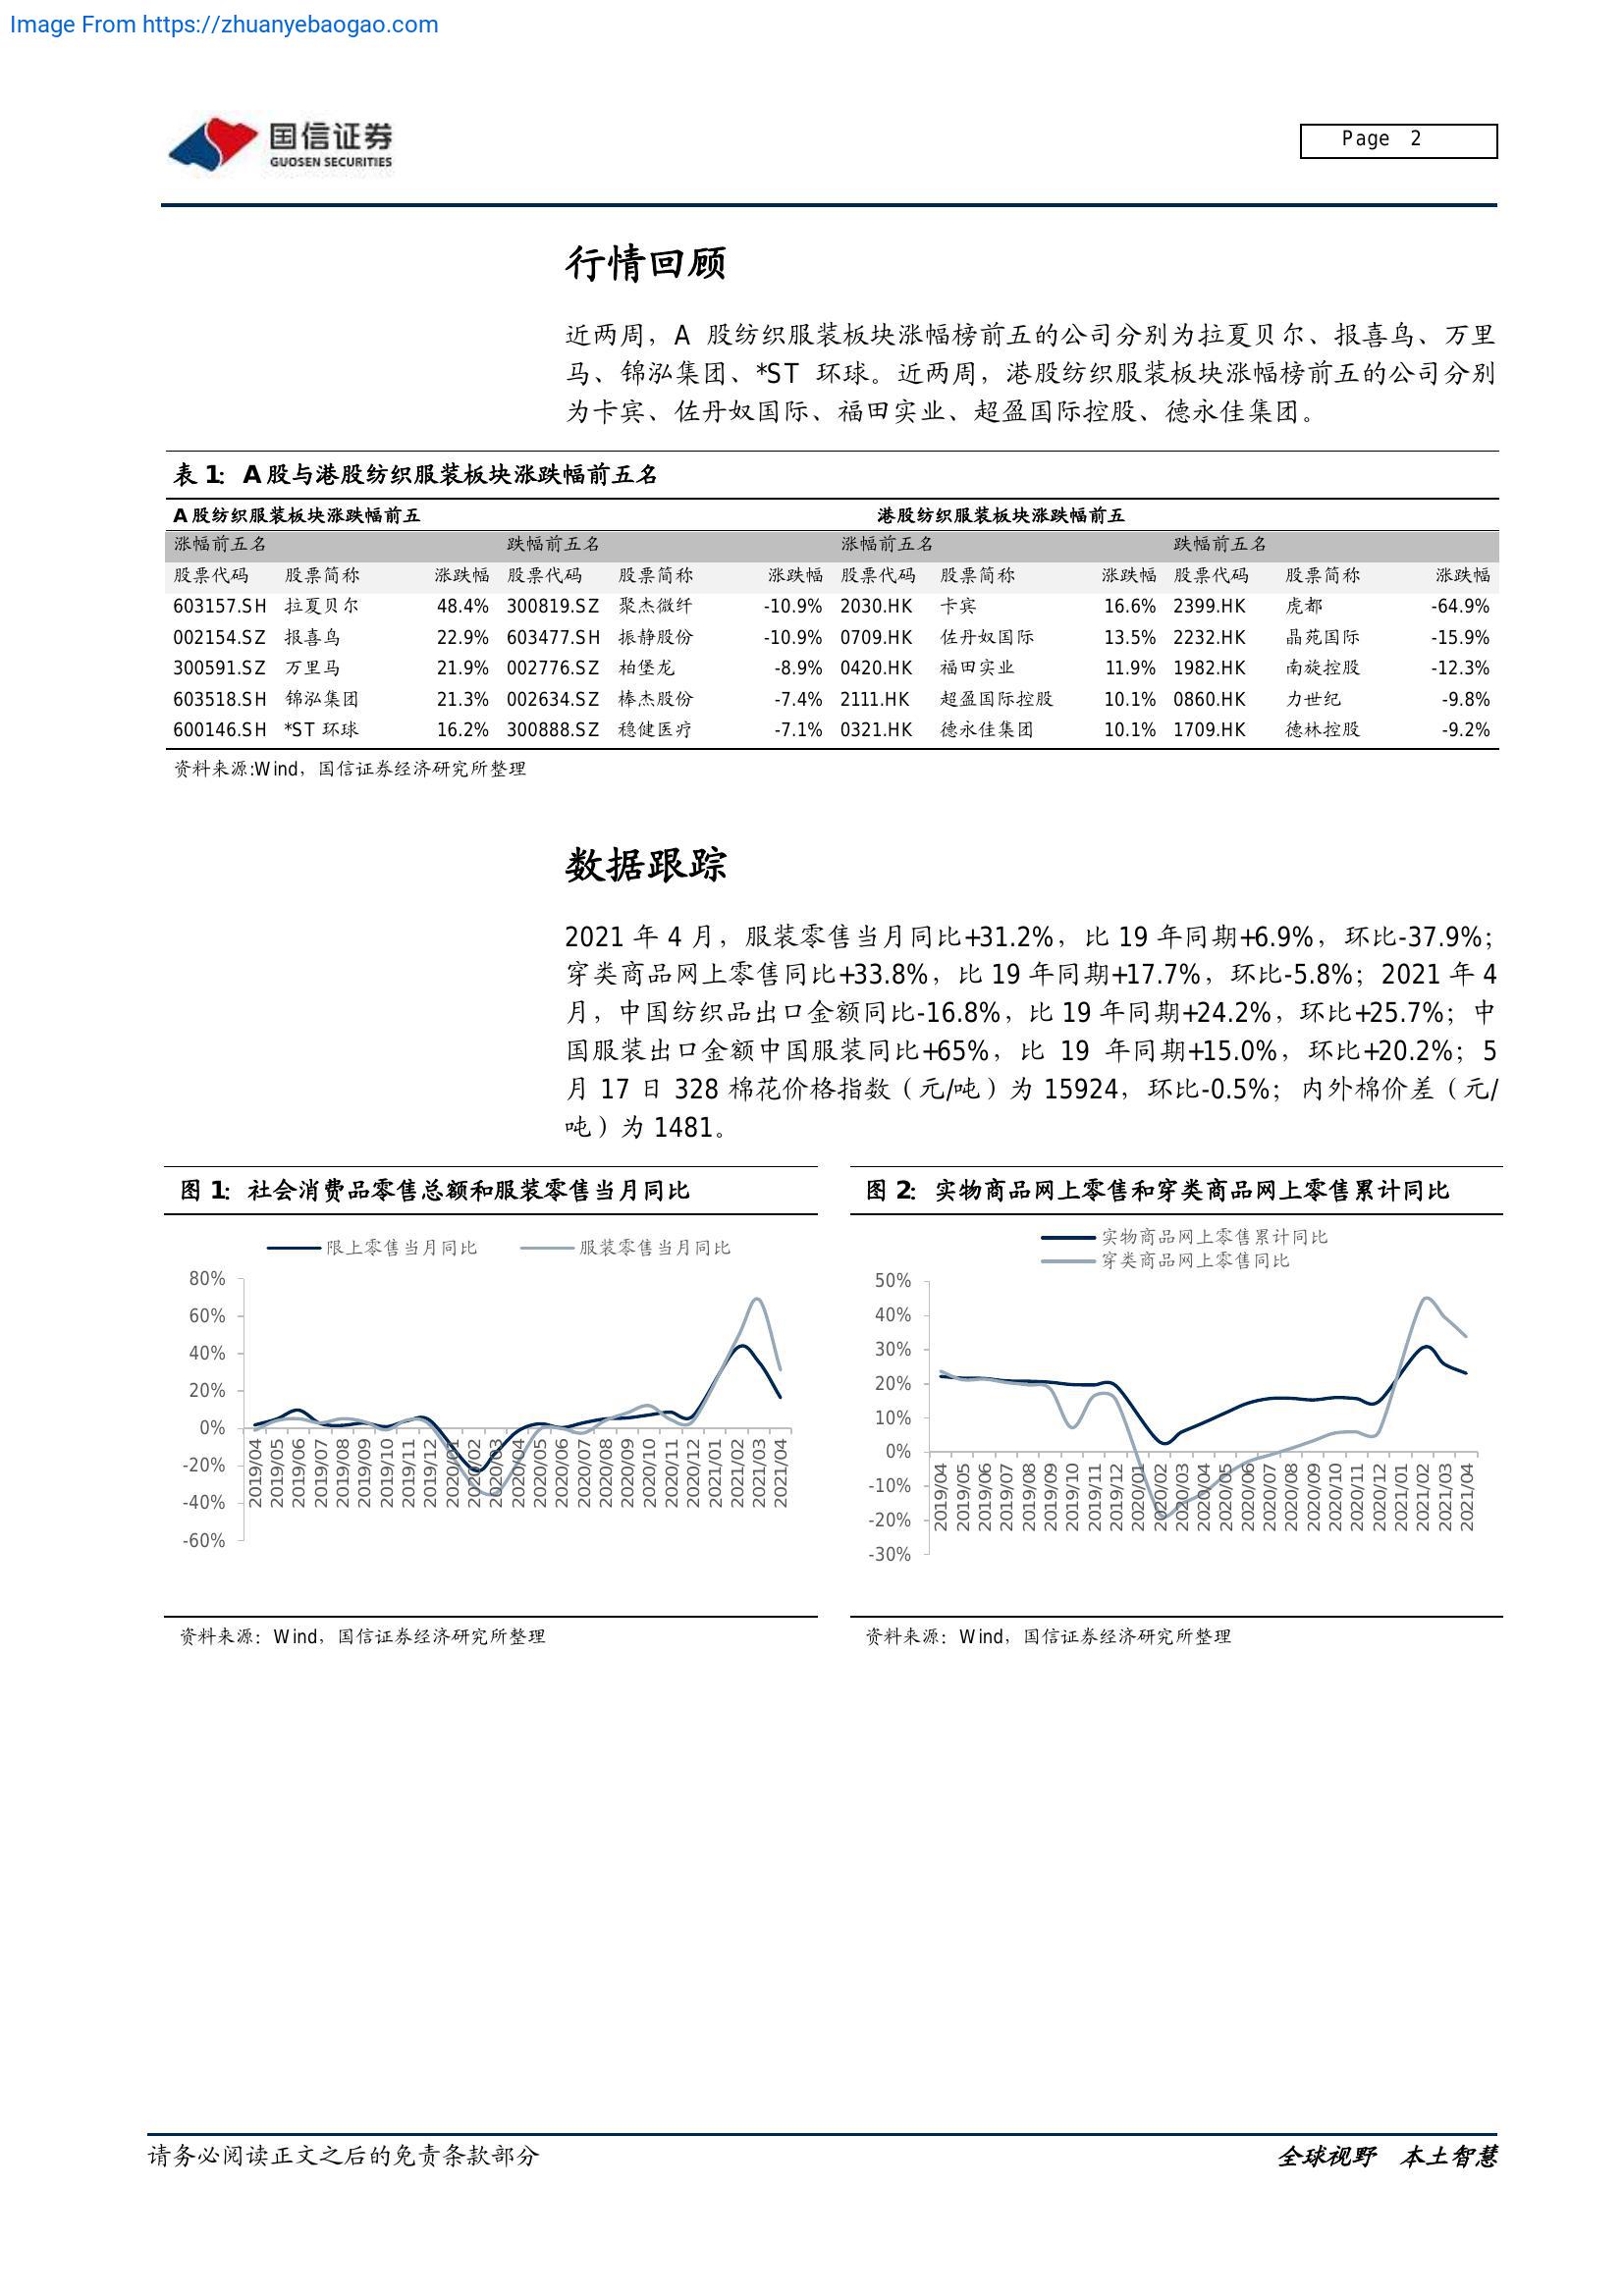 Image From https://zhuanyebaogao.com
国信证券
GUOSEN SECURITIES
Page 2
行情回顾
近两周，A 股纺织服装板块涨幅榜前五的公司分别为拉夏贝尔、报喜鸟、万里
马、锦泓集团、*ST 环球。近两周，港股纺织服装板块涨幅榜前五的公司分别
为卡宾、佐丹奴国际、福田实业、超盈国际控股、德永佳集团。
表 1：A 股与港股纺织服装板块涨跌幅前五名
A 股纺织服装板块涨跌幅前五 港股纺织服装板块涨跌幅前五
涨幅前五名 跌幅前五名 涨幅前五名 跌幅前五名
股票代码 股票简称 涨跌幅 股票代码 股票简称 涨跌幅 股票代码 股票简称 涨跌幅 股票代码 股票简称 涨跌幅
603157.SH 拉夏贝尔 48.4% 300819.SZ 聚杰微纤 -10.9% 2030.HK 卡宾 16.6% 2399.HK 虎都 -64.9%
002154.SZ 报喜鸟 22.9% 603477.SH 振静股份 -10.9% 0709.HK 佐丹奴国际 13.5% 2232.HK 晶苑国际 -15.9%
300591.SZ 万里马 21.9% 002776.SZ 柏堡龙 -8.9% 0420.HK 福田实业 11.9% 1982.HK 南旋控股 -12.3%
603518.SH 锦泓集团 21.3% 002634.SZ 棒杰股份 -7.4% 2111.HK 超盈国际控股 10.1% 0860.HK 力世纪 -9.8%
600146.SH *ST 环球 16.2% 300888.SZ 稳健医疗 -7.1% 0321.HK 德永佳集团 10.1% 1709.HK 德林控股 -9.2%
资料来源:Wind，国信证券经济研究所整理
数据跟踪
2021 年 4 月，服装零售当月同比+31.2%，比 19 年同期+6.9%，环比-37.9%；
穿类商品网上零售同比+33.8%，比 19 年同期+17.7%，环比-5.8%；2021 年 4
月，中国纺织品出口金额同比-16.8%，比 19 年同期+24.2%，环比+25.7%；中
国服装出口金额中国服装同比+65%，比 19 年同期+15.0%，环比+20.2%；5
月 17 日 328 棉花价格指数（元/吨）为 15924，环比-0.5%；内外棉价差（元/
吨）为 1481。
图 1：社会消费品零售总额和服装零售当月同比
限上零售当月同比 服装零售当月同比
80%
60%
40%
20%
0%
-20%
-40%
-60%
2019/04 2019/05 2019/06 2019/07 2019/08 2019/09 2019/10 2019/11 2019/12 2020/01 2020/02 2020/03 2020/04 2020/05 2020/06 2020/07 2020/08 2020/09 2020/10 2020/11 2020/12 2021/01 2021/02 2021/03 2021/04
资料来源：Wind，国信证券经济研究所整理
图 2：实物商品网上零售和穿类商品网上零售累计同比
实物商品网上零售累计同比
穿类商品网上零售同比
50%
40%
30%
20%
10%
0%
-10%
-20%
-30%
2019/04 2019/05 2019/06 2019/07 2019/08 2019/09 2019/10 2019/11 2019/12 2020/01 2020/02 2020/03 2020/04 2020/05 2020/06 2020/07 2020/08 2020/09 2020/10 2020/11 2020/12 2021/01 2021/02 2021/03 2021/04
资料来源：Wind，国信证券经济研究所整理
请务必阅读正文之后的免责条款部分
全球视野 本土智慧